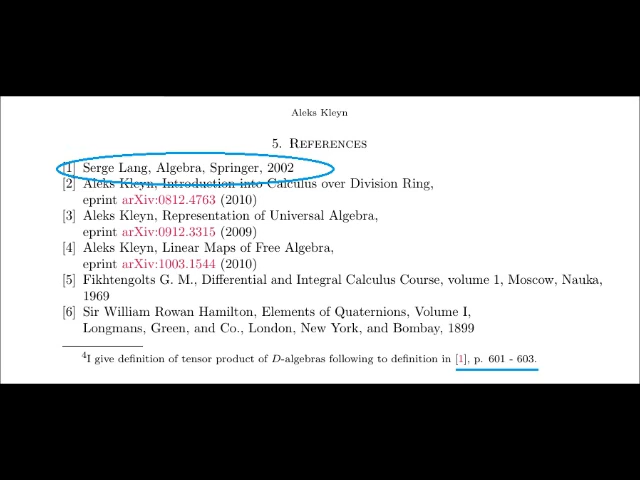 Aleks Kleyn
5. References
[1] Serge Lang, Algebra, Springer, 2002
[2] Aleks Kleyn, Introduction into Calculus over Division Ring,
eprint arXiv:0812.4763 (2010)
[3] Aleks Kleyn, Representation of Universal Algebra,
eprint arXiv:0912.3315 (2009)
[4] Aleks Kleyn, Linear Maps of Free Algebra,
eprint arXiv:1003.1544 (2010)
[5] Fikhtengolts G. M., Differential and Integral Calculus Course, volume 1, Moscow, Nauka,
1969
[6] Sir William Rowan Hamilton, Elements of Quaternions, Volume I,
Longmans, Green, and Co., London, New York, and Bombay, 1899
4I give definition of tensor product of D-algebras following to definition in [1], p. 601 - 603.